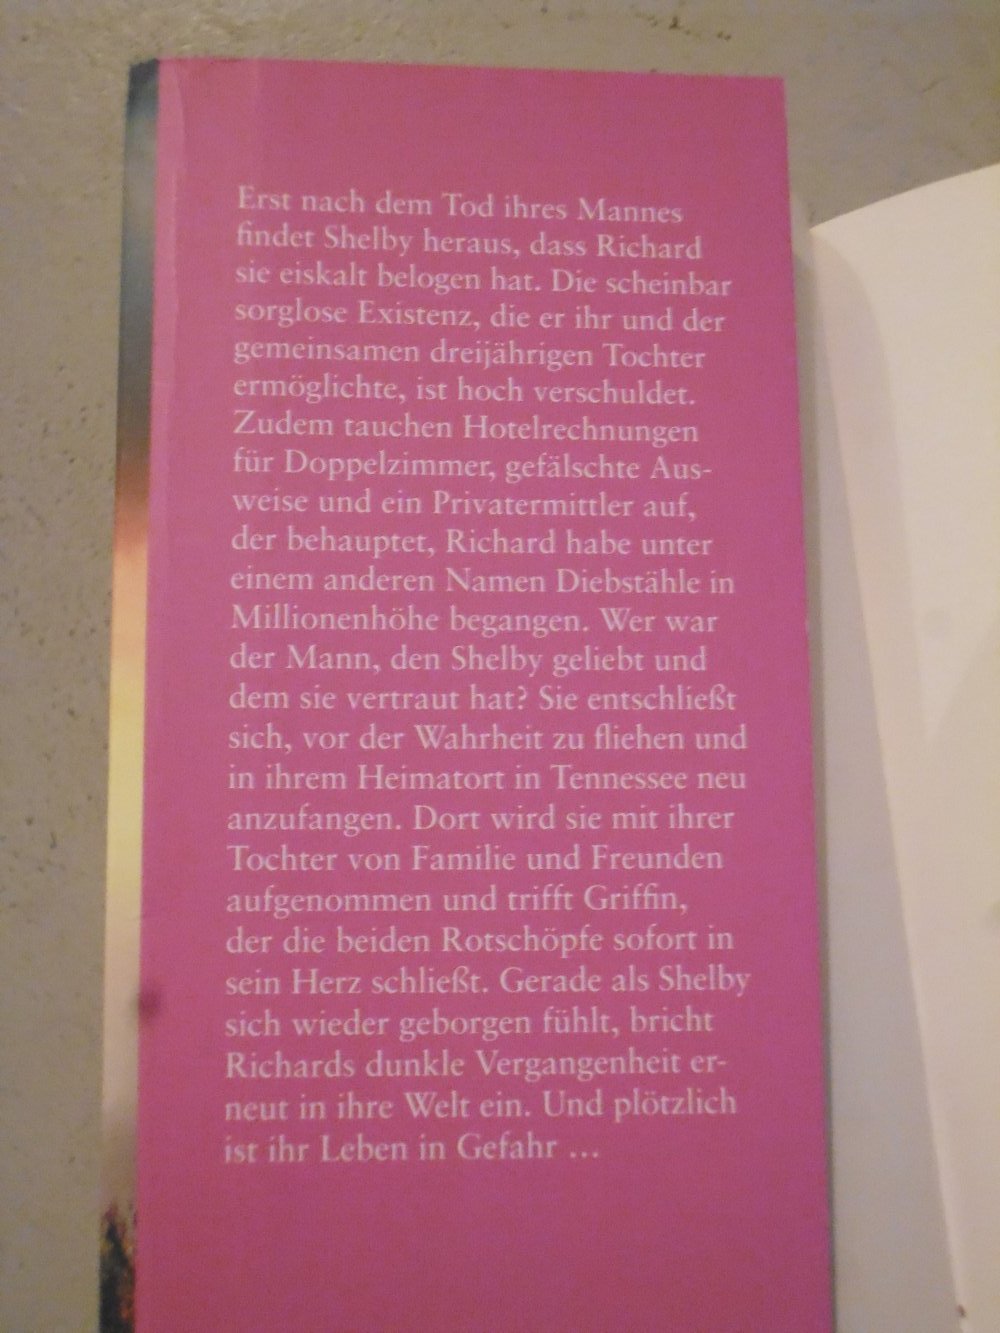 Erst nach dem Tod ihres Mannes
findet Shelby heraus, dass Richard
sie eiskalt belogen hat. Die scheinbar
sorglose Existenz, die er ihr und der
gemeinsamen dreijährigen Tochter
ermöglichte, ist hoch verschuldet.
Zudem tauchen Hotelrechnungen
für Doppelzimmer, gefälschte Aus-
weise und ein Privatermittler auf,
der behauptet, Richard habe unter
einem anderen Namen Diebstähle in
Millionenhöhe begangen. Wer war
der Mann, den Shelby geliebt und
dem sie vertraut hat? Sie entschließt
sich, vor der Wahrheit zu fliehen und
in ihrem Heimatort in Tennessee neu
anzufangen. Dort wird sie mit ihrer
Tochter von Familie und Freunden
aufgenommen und trifft Griffin,
der die beiden Rotschöpfe sofort in
sein Herz schließt. Gerade als Shelby
sich wieder geborgen fühlt, bricht
Richards dunkle Vergangenheit er-
neut in ihre Welt ein. Und plötzlich
ist ihr Leben in Gefahr ...